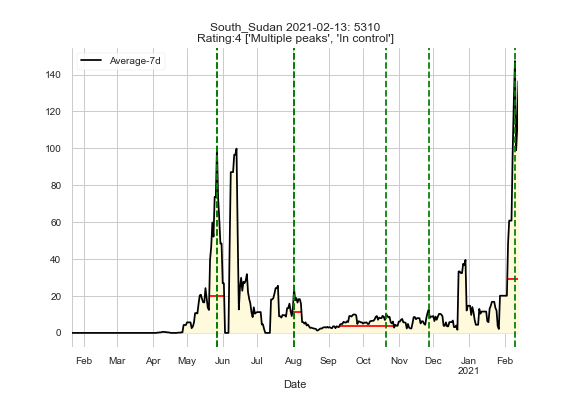 South_Sudan 2021-02-13: 5310
Rating:4 ['Multiple peaks', 'In control']
Average-7d
140
120
100
80
60
40
20
0
Feb Mar Apr May Jun Jul Aug Sep Oct Nov Dec Jan Feb
2021
Date